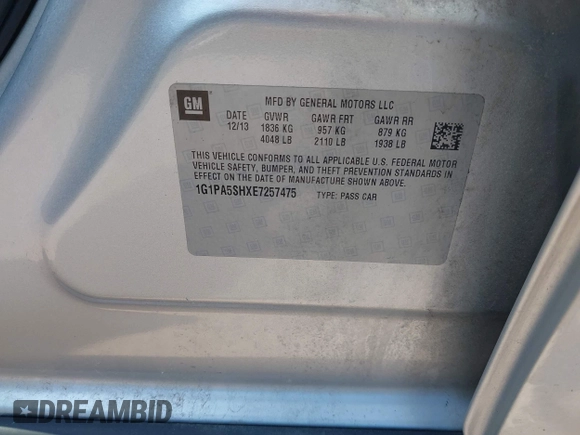 GM
MFD BY GENERAL MOTORS LLC
DATE GVWR GAWR FRT GAWR RR
12/13 1836 KG 957 KG 879 KG
4048 LB 2110 LB 1938 LB
THIS VEHICLE CONFORMS TO ALL APPLICABLE U.S. FEDERAL MOTOR
VEHICLE SAFETY, BUMPER, AND THEFT PREVENTION STANDARDS IN
EFFECT ON THE DATE OF MANUFACTURE SHOWN ABOVE.
1G1PA5SHXE7257475 TYPE: PASS CAR
DREAMBID